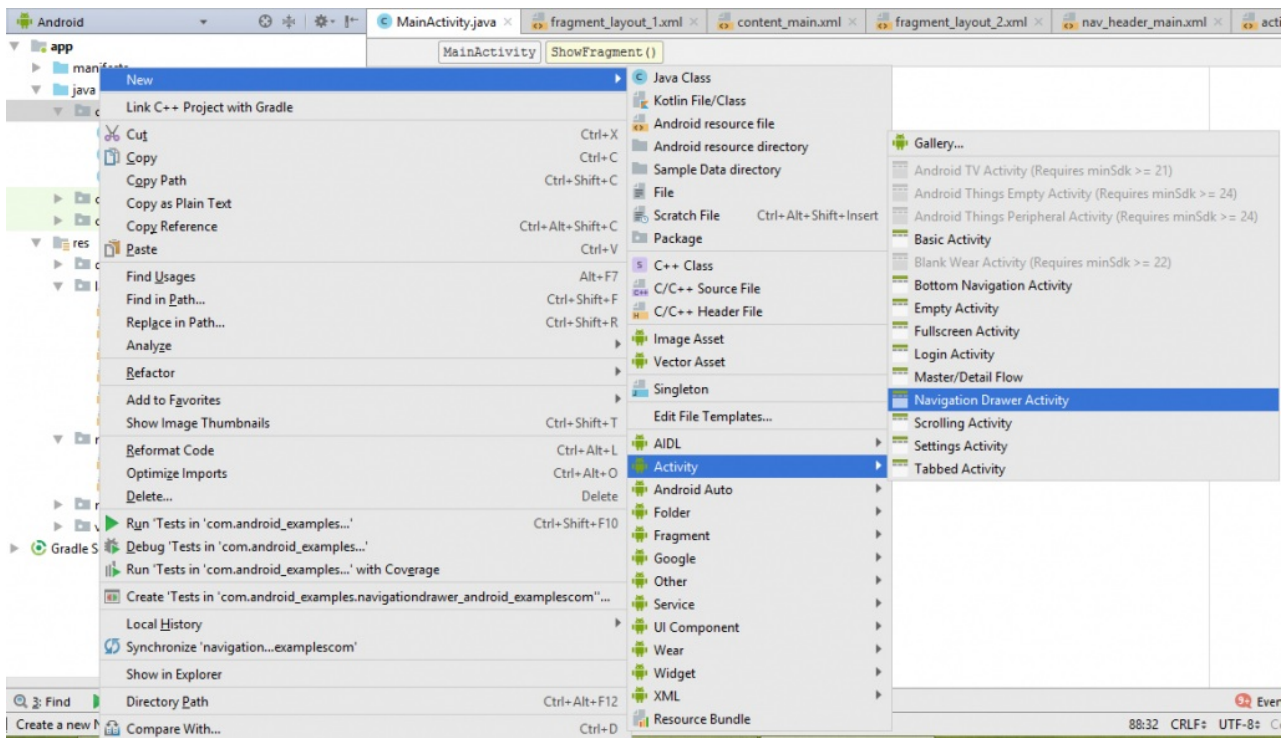 Android
MainActivity.java
fragment_layout_1.xml
content_main.xml
fragment_layout_2.xml
nav_header_main.xml
MainActivity
ShowFragment()
app
manifests
java
res
Gradle S
New
Link C++ Project with Gradle
Cut Ctrl+X
Copy Ctrl+C
Copy Path Ctrl+Shift+C
Copy as Plain Text
Copy Reference Ctrl+Alt+Shift+C
Paste Ctrl+V
Find Usages Alt+F7
Find in Path... Ctrl+Shift+F
Replace in Path... Ctrl+Shift+R
Analyze
Refactor
Add to Favorites
Show Image Thumbnails Ctrl+Shift+T
Reformat Code Ctrl+Alt+L
Optimize Imports Ctrl+Alt+O
Delete... Delete
Run 'Tests in 'com.android_examples...' Ctrl+Shift+F10
Debug 'Tests in 'com.android_examples...'
Run 'Tests in 'com.android_examples...' with Coverage
Create 'Tests in 'com.android_examples.navigationdrawer_android_examplescom''...
Local History
Synchronize 'navigation...examplescom'
Show in Explorer
Directory Path Ctrl+Alt+F12
Compare With... Ctrl+D
Java Class
Kotlin File/Class
Android resource file
Android resource directory
Sample Data directory
File
Scratch File Ctrl+Alt+Shift+Insert
Package
C++ Class
C/C++ Source File
C/C++ Header File
Image Asset
Vector Asset
Singleton
Edit File Templates...
AIDL
Activity
Android Auto
Folder
Fragment
Google
Other
Service
UI Component
Wear
Widget
XML
Resource Bundle
Gallery...
Android TV Activity (Requires minSdk >= 21)
Android Things Empty Activity (Requires minSdk >= 24)
Android Things Peripheral Activity (Requires minSdk >= 24)
Basic Activity
Blank Wear Activity (Requires minSdk >= 22)
Bottom Navigation Activity
Empty Activity
Fullscreen Activity
Login Activity
Master/Detail Flow
Navigation Drawer Activity
Scrolling Activity
Settings Activity
Tabbed Activity
3: Find
Create a new
88:32 CRLF UTF-8